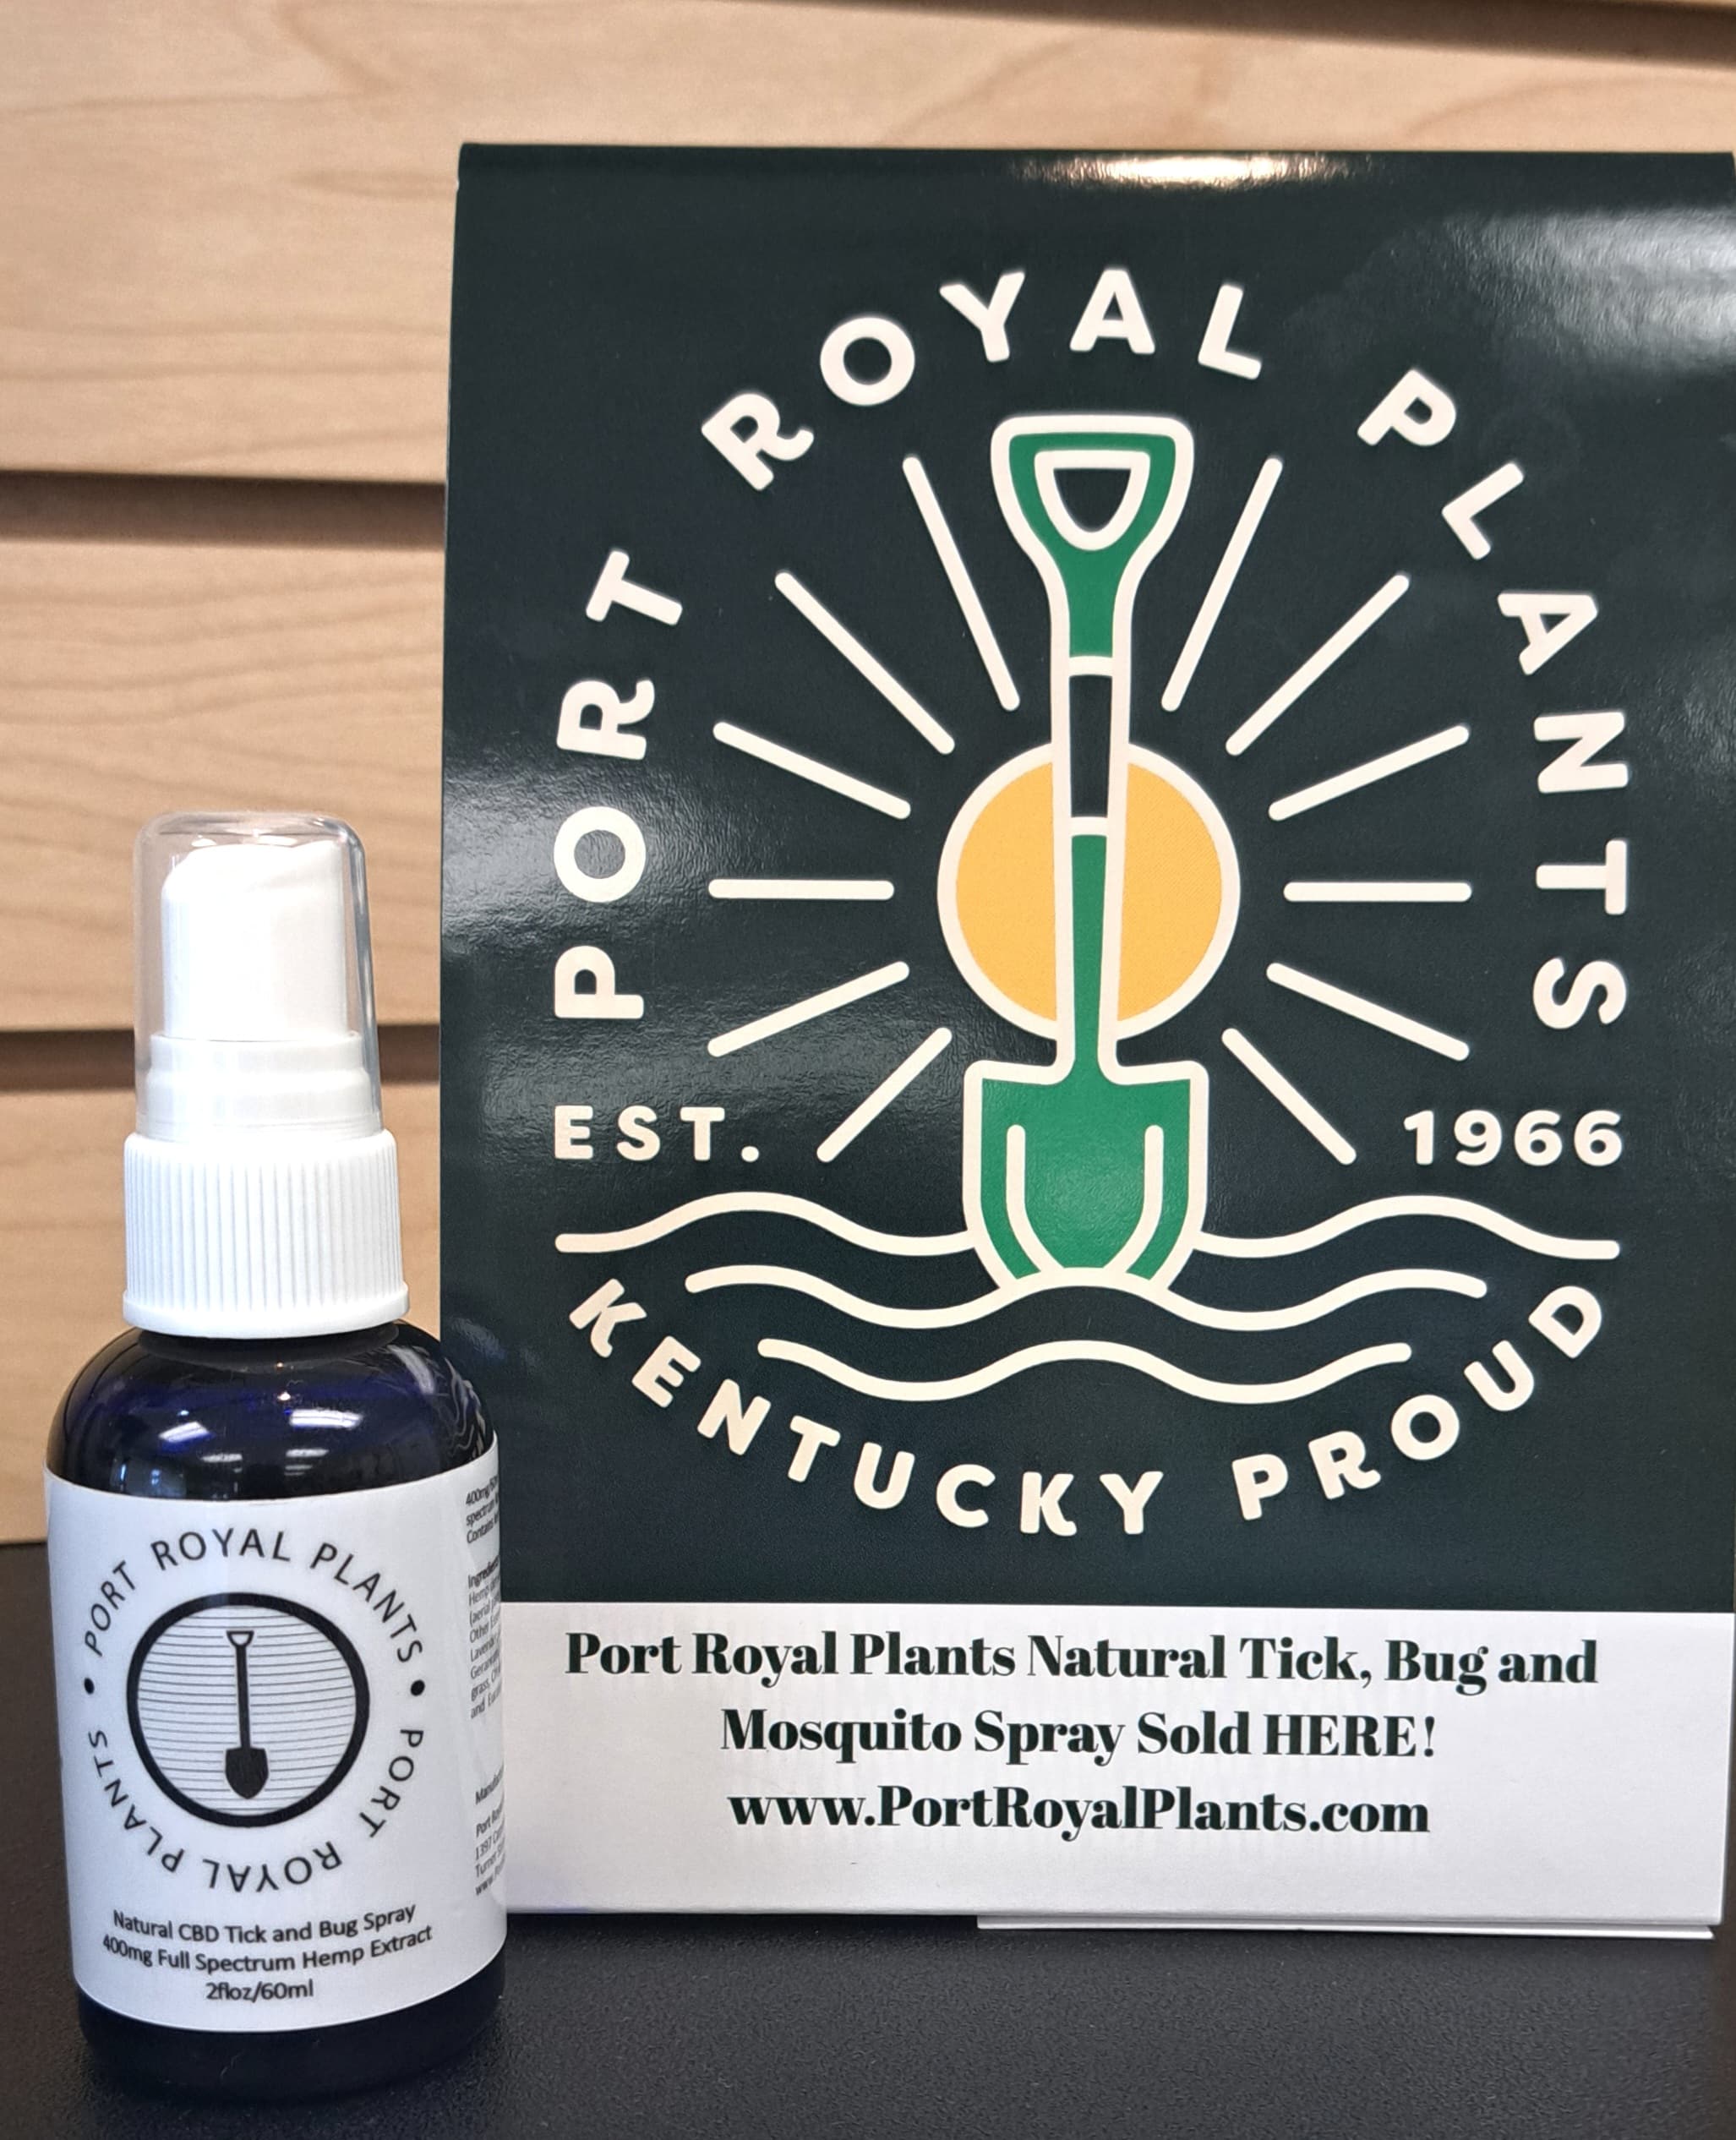 PORT ROYAL PLANTS
EST. 1966
KENTUCKY PROUD
Port Royal Plants Natural Tick, Bug and
Mosquito Spray Sold HERE!
www.PortRoyalPlants.com
• PORT ROYAL PLANTS •
PORT ROYAL PLANTS
Natural CBD Tick and Bug Spray
400mg Full Spectrum Hemp Extract
2floz/60ml